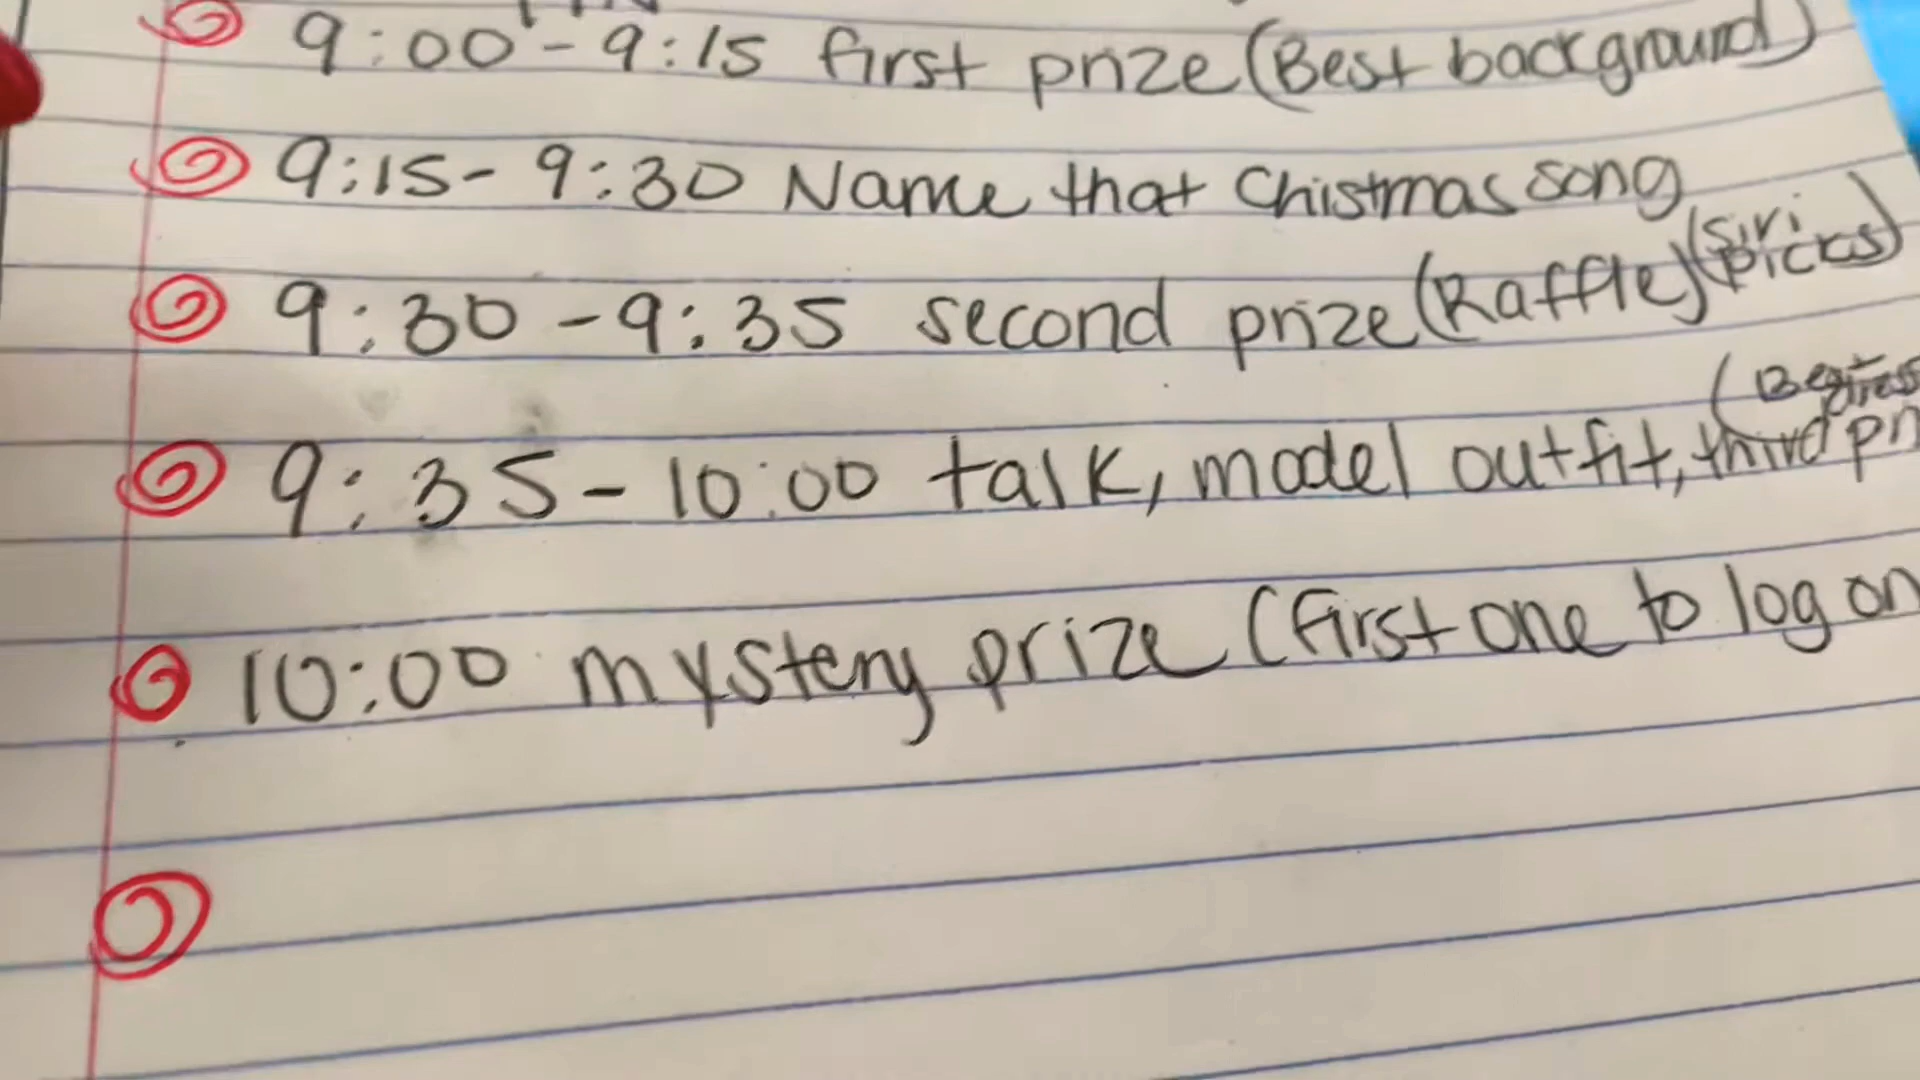 9:00 - 9:15 first prize (Best background)
9:15 - 9:30 Name that Chistmas song
9:30 - 9:35 second prize (Raffle) (Siri picks)
9:35 - 10:00 talk, model outfit, third (Best
10:00 mystery prize (first one to log on